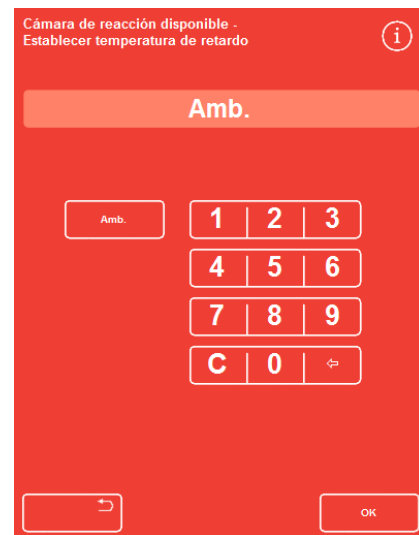 Cámara de reacción disponible -
Establecer temperatura de retardo
i
Amb.
Amb.
1 2 3
4 5 6
7 8 9
C 0
OK